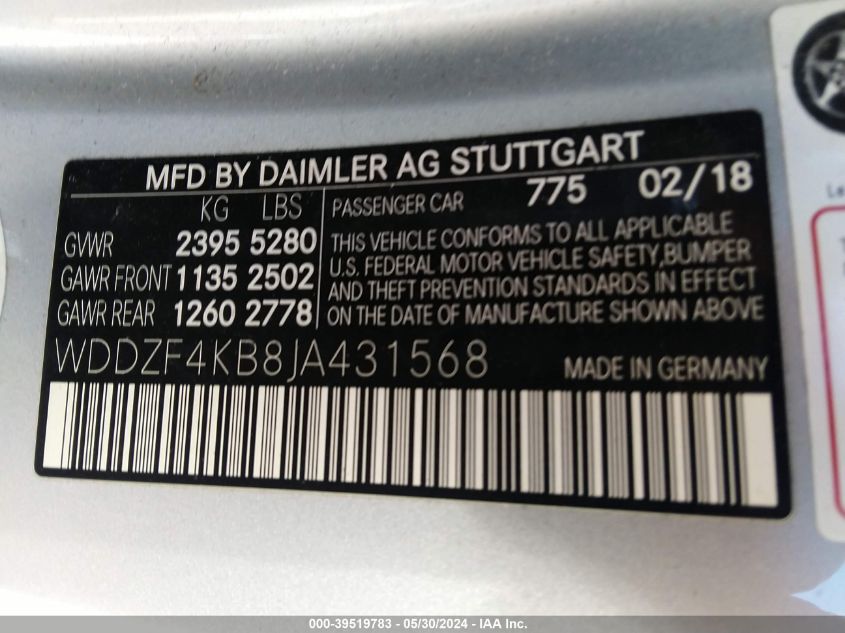 MFD BY DAIMLER AG STUTTGART
KG LBS
GVWR 2395 5280
GAWR FRONT 1135 2502
GAWR REAR 1260 2778
PASSENGER CAR 775 02/18
THIS VEHICLE CONFORMS TO ALL APPLICABLE
U.S. FEDERAL MOTOR VEHICLE SAFETY, BUMPER
AND THEFT PREVENTION STANDARDS IN EFFECT
ON THE DATE OF MANUFACTURE SHOWN ABOVE
WDDZF4KB8JA431568 MADE IN GERMANY
000-39519783 - 05/30/2024 - IAA Inc.